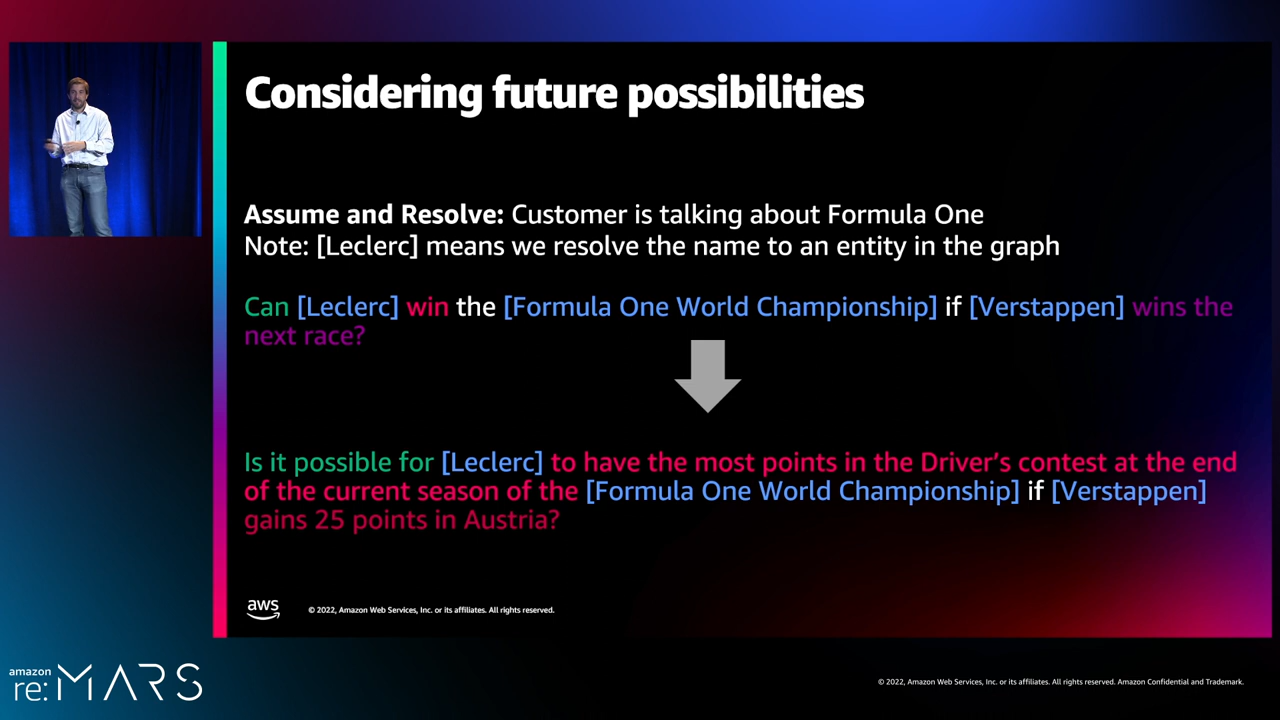 Considering future possibilities
Assume and Resolve: Customer is talking about Formula One
Note: [Leclerc] means we resolve the name to an entity in the graph
Can [Leclerc] win the [Formula One World Championship] if [Verstappen] wins the
next race?
Is it possible for [Leclerc] to have the most points in the Driver’s contest at the end
of the current season of the [Formula One World Championship] if [Verstappen]
gains 25 points in Austria?
aws
© 2022, Amazon Web Services, Inc. or its affiliates. All rights reserved.
amazon
re:MARS
© 2022, Amazon Web Services, Inc. or its affiliates. All rights reserved. Amazon Confidential and Trademark.